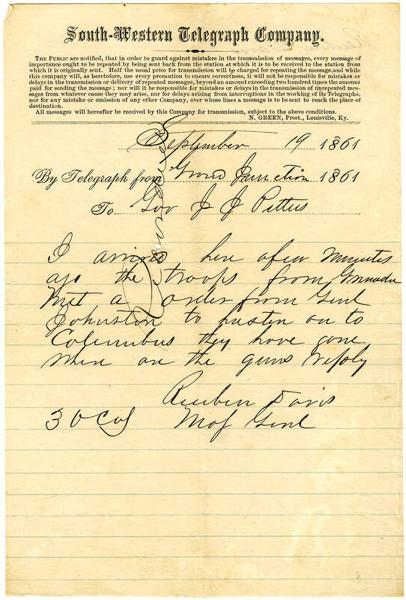 South-Western Telegraph Company.
THE PUBLIC are notified, that in order to guard against mistakes in the transmission of messages, every message of
importance ought to be repeated by being sent back from the station at which it is to be received to the station from
which it is originally sent. Half the usual price for transmission will be charged for repeating the message, and while
this company will, as heretofore, use every precaution to ensure correctness, it will not be responsible for mistakes or
delays in the transmission or delivery of repeated messages, beyond an amount exceeding two hundred times the amount
paid for sending the message; nor will it be responsible for mistakes or delays in the transmission of unrepeated messages
from whatever cause they may arise, nor for delays arising from interruptions in the working of its Telegraphs,
nor for any mistake or omission of any other Company, over whose lines a message is to be sent to reach the place of
destination.
All messages will hereafter be received by this Company for transmission, subject to the above conditions.
N. GREEN, Prest., Louisville, Ky.
September 19 1861
By Telegraph from Grand Junction 1861
To Gov J J Pettus
I arrived here a few Minutes
ago the troops from Grenada
Met a order from Genl
Johnston to hasten on to
Columbus they have gone
Where are the guns Reply
Reuben Davis
30 Col Maj Genl